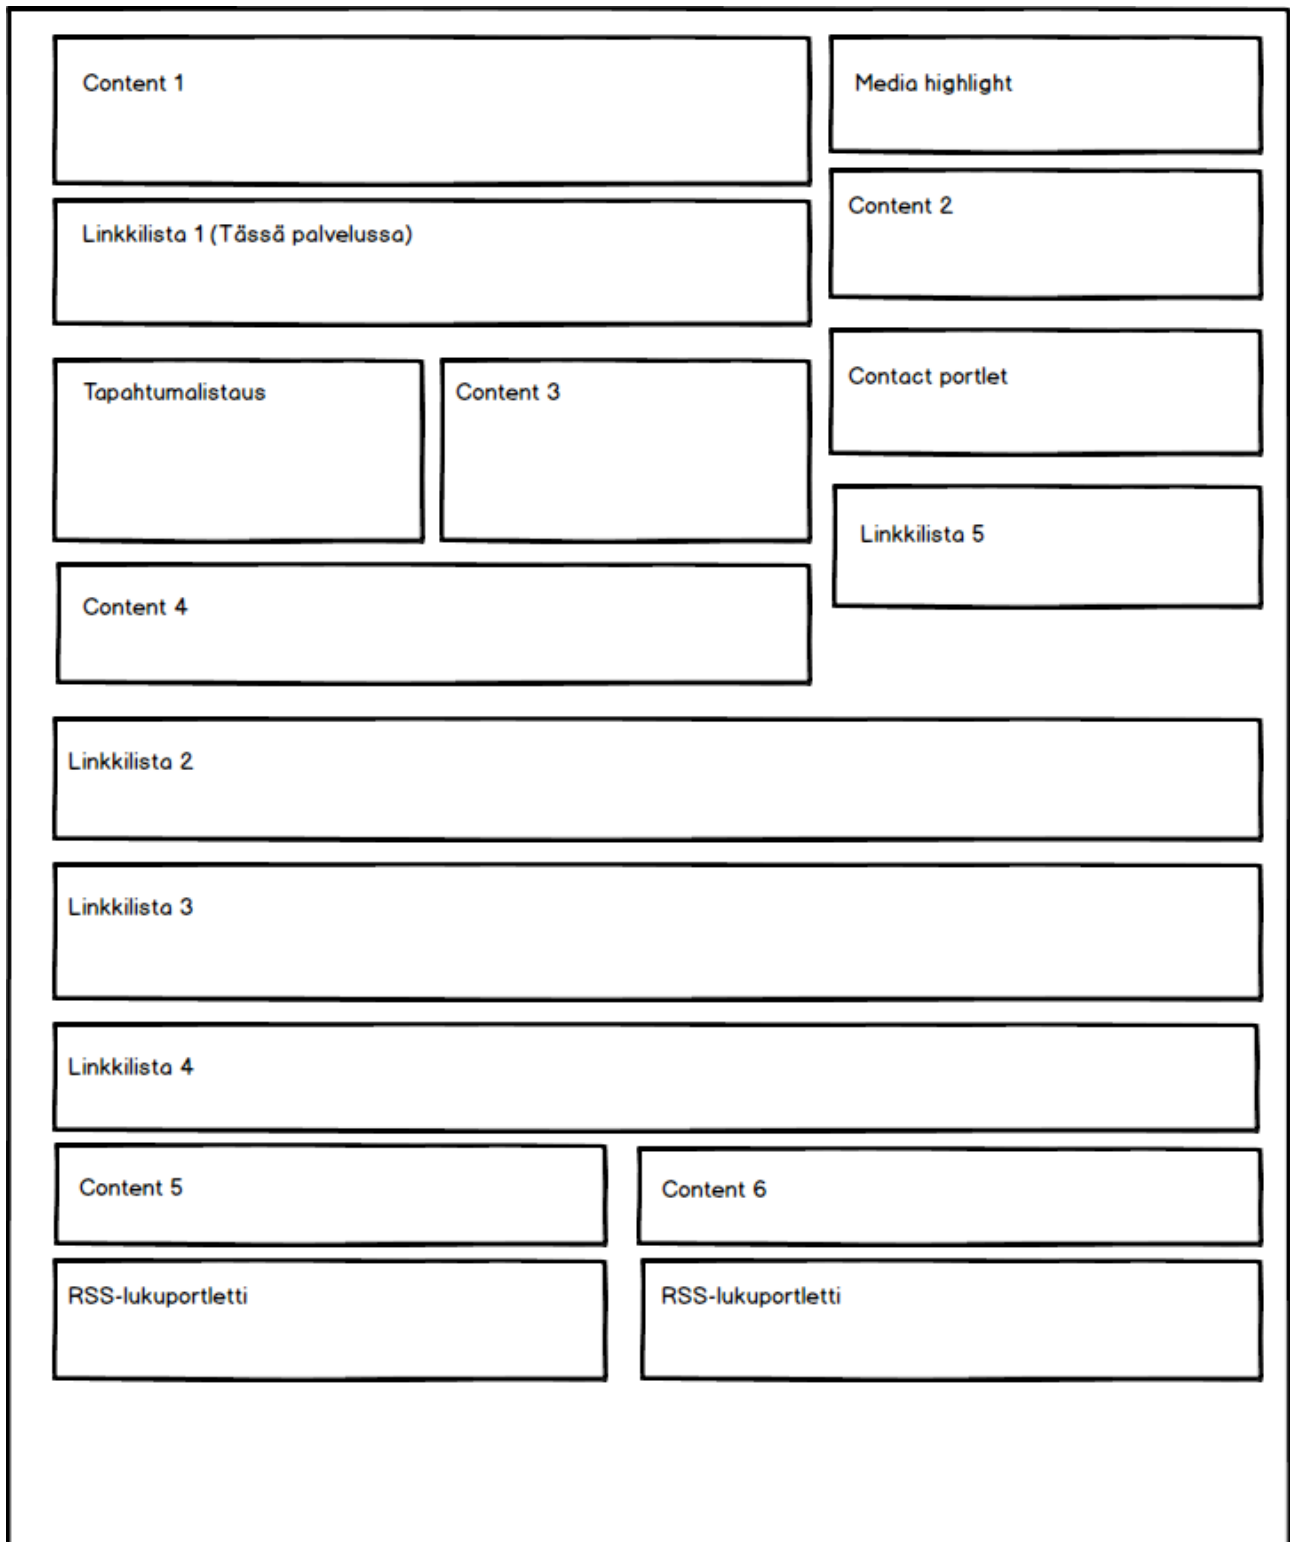 Content 1
Media highlight
Linkkilista 1 (Tässä palvelussa)
Content 2
Tapahtumalistaus
Content 3
Contact portlet
Linkkilista 5
Content 4
Linkkilista 2
Linkkilista 3
Linkkilista 4
Content 5
Content 6
RSS-lukuportletti
RSS-lukuportletti